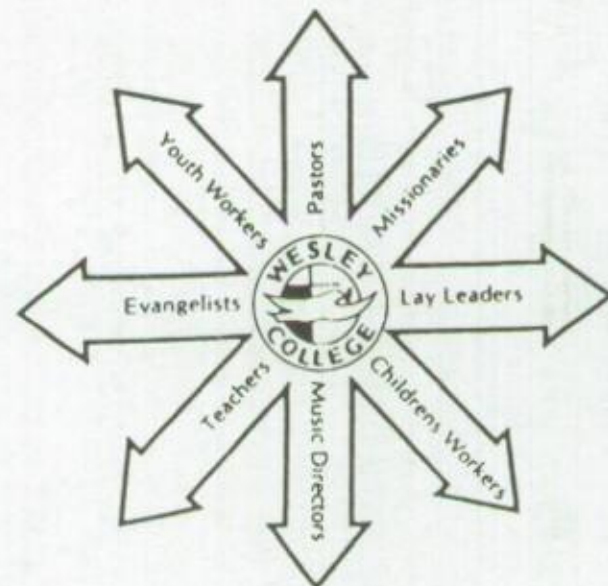 Pastors
Missionaries
Lay Leaders
Childrens Workers
Music Directors
Teachers
Evangelists
Youth Workers
WESLEY
COLLEGE